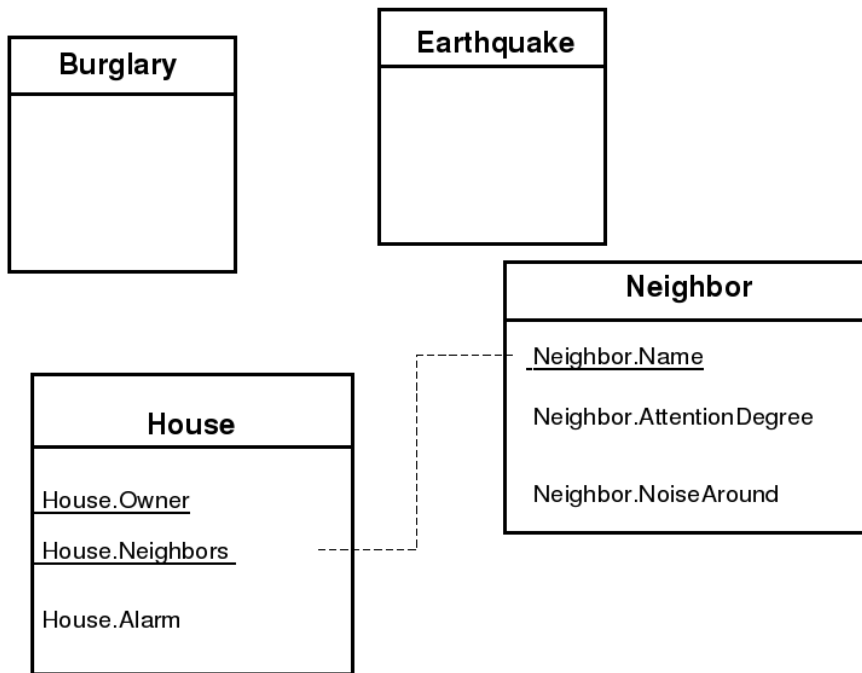 Burglary
Earthquake
Neighbor
Neighbor.Name
Neighbor.AttentionDegree
Neighbor.NoiseAround
House
House.Owner
House.Neighbors
House.Alarm